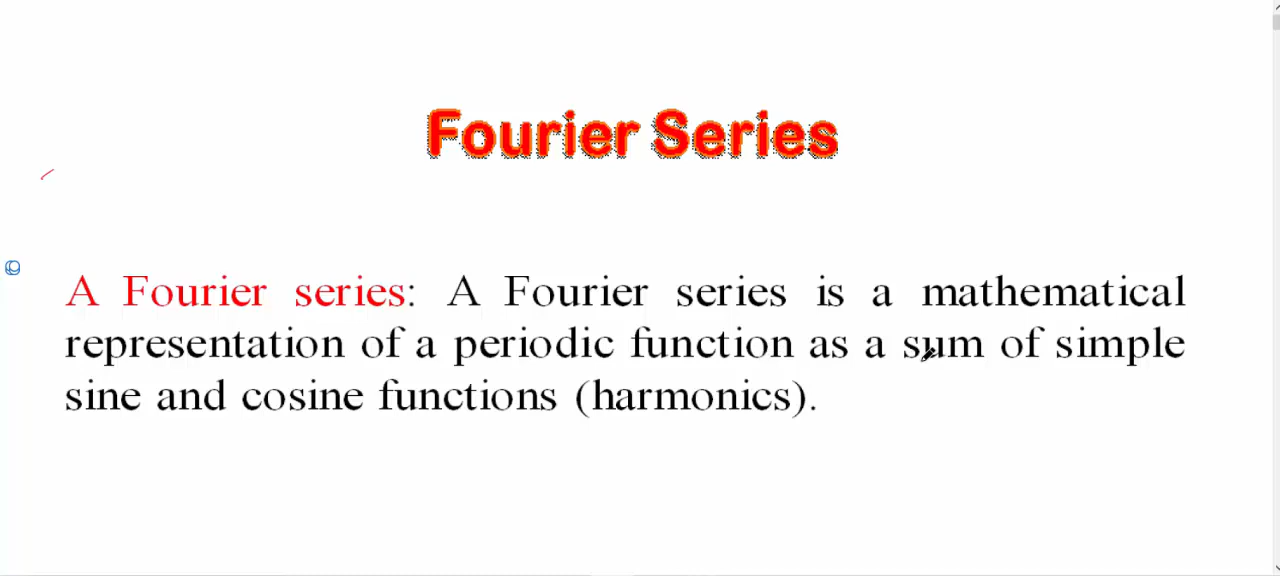 Fourier Series
A Fourier series: A Fourier series is a mathematical
representation of a periodic function as a sum of simple
sine and cosine functions (harmonics).